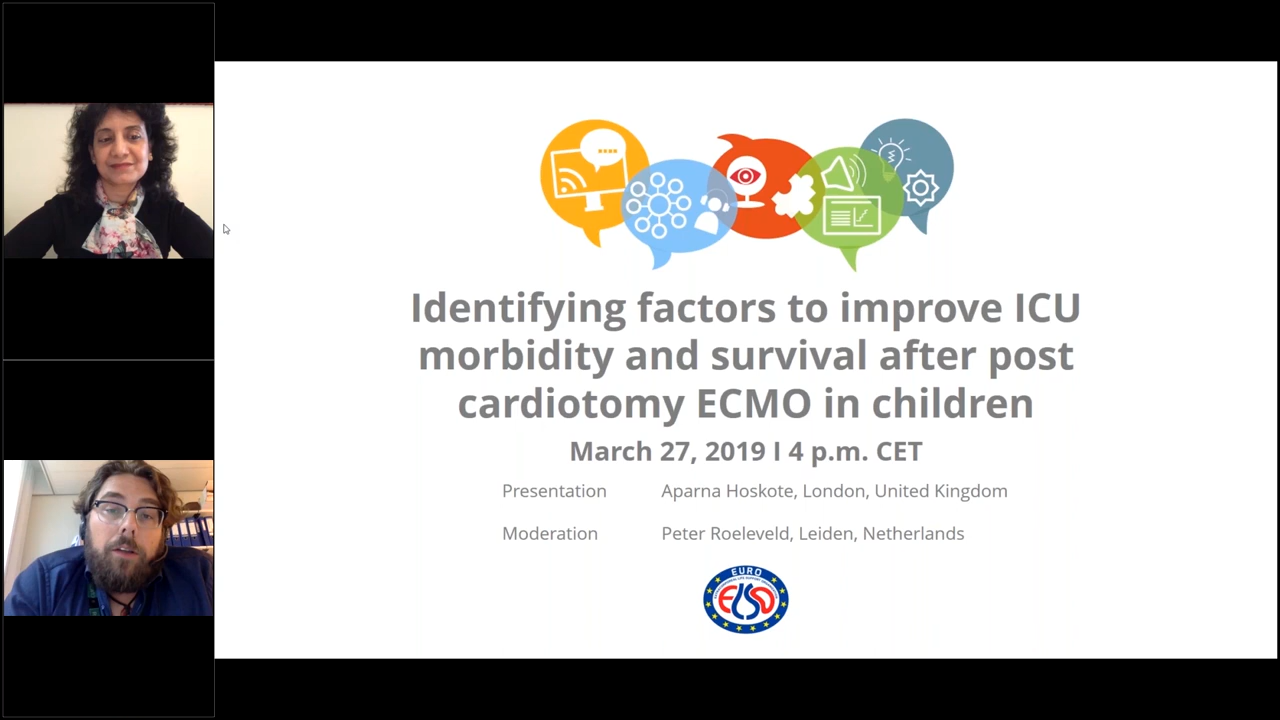 Identifying factors to improve ICU
morbidity and survival after post
cardiotomy ECMO in children
March 27, 2019 I 4 p.m. CET
Presentation Aparna Hoskote, London, United Kingdom
Moderation Peter Roeleveld, Leiden, Netherlands
EURO
ELSO